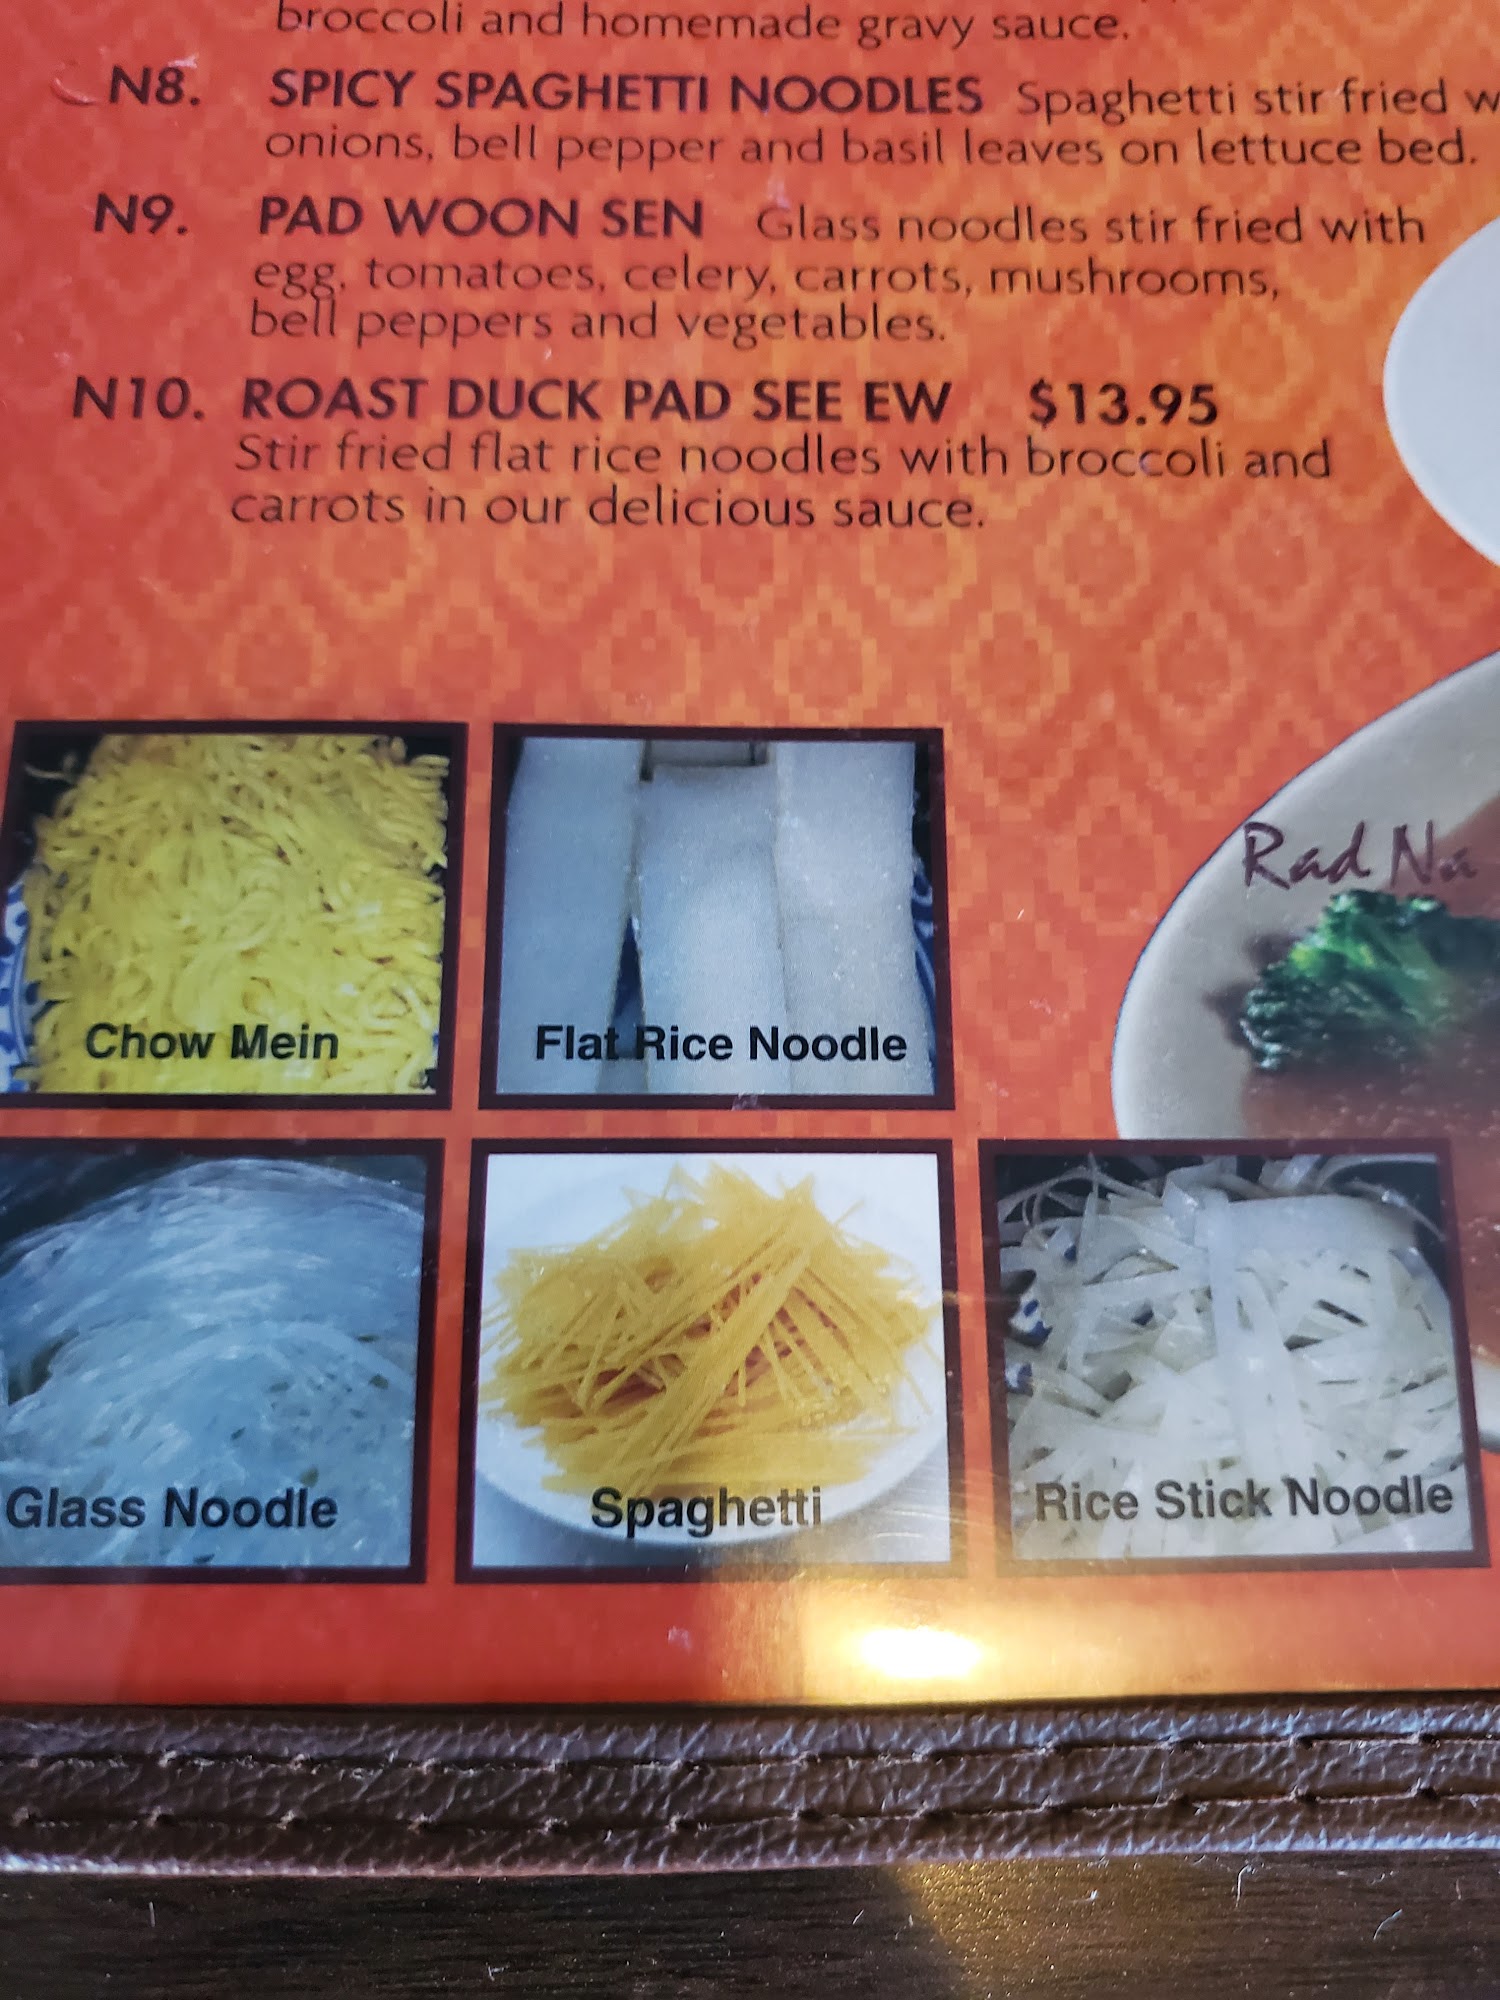 broccoli and homemade gravy sauce.
N8. SPICY SPAGHETTI NOODLES Spaghetti stir fried
onions, bell pepper and basil leaves on lettuce bed.
N9. PAD WOON SEN Glass noodles stir fried with
egg, tomatoes, celery, carrots, mushrooms,
bell peppers and vegetables.
N10. ROAST DUCK PAD SEE EW $13.95
Stir fried flat rice noodles with broccoli and
carrots in our delicious sauce.
Rad Na
Chow Mein
Flat Rice Noodle
Glass Noodle
Spaghetti
Rice Stick Noodle